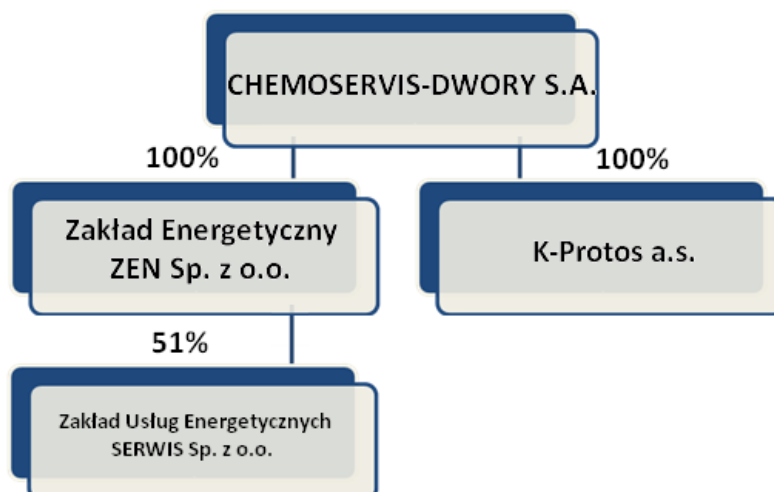 CHEMOSERVIS-DWORY S.A.
100%
100%
Zakład Energetyczny
ZEN Sp. z o.o.
K-Protos a.s.
51%
Zakład Usług Energetycznych
SERWIS Sp. z o.o.